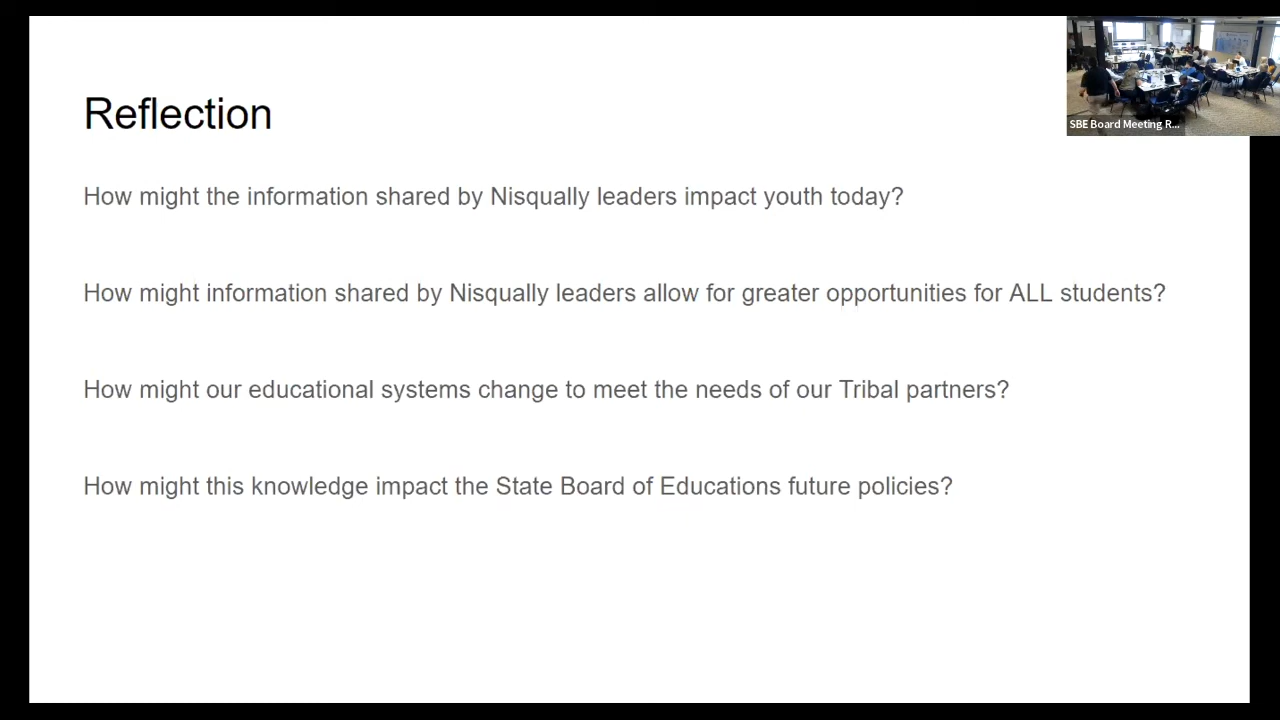 Reflection
SBE Board Meeting R...
How might the information shared by Nisqually leaders impact youth today?
How might information shared by Nisqually leaders allow for greater opportunities for ALL students?
How might our educational systems change to meet the needs of our Tribal partners?
How might this knowledge impact the State Board of Educations future policies?